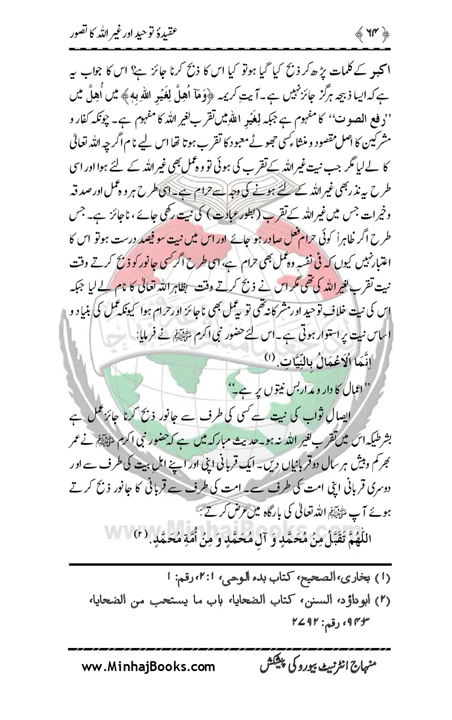 عقیدۂ توحید اور غیر اللہ کا تصور
﴿ ۶۴ ﴾
اکبر کے کلمات پڑھ کر ذبح کیا گیا ہو تو کیا اس کا ذبح کرنا جائز ہے؟ اس کا جواب یہ
ہے کہ ایسا ذبیحہ ہرگز جائز نہیں ہے۔ آیتِ کریمہ ﴿وَمَا اُهِلَّ لِغَيْرِ اللهِ بِهِ﴾ میں اُهِلَّ میں
’’رفع الصوت‘‘ کا مفہوم ہے جبکہ لِغَيْرِ اللهِ میں تقرب لغیر اللہ کا مفہوم ہے۔ چونکہ کفار و
مشرکین کا اصل مقصود و منشاء کسی جھوٹے معبود کا تقرب ہوتا تھا اس لیے نام اگرچہ اللہ تعالیٰ
کا لے لیا مگر جب نیت غیر اللہ کے تقرب کی ہوئی تو وہ عمل بھی غیر اللہ کے لئے ہوا اور اسی
طرح یہ نذر بھی غیر اللہ کے لئے ہونے کی وجہ سے حرام ہے۔ اسی طرح ہر وہ عمل اور صدقہ
و خیرات جس میں غیر اللہ کے تقرب (بطور عبادت) کی نیت رکھی جائے، ناجائز ہے۔ جس
طرح اگر ظاہراً کوئی حرام فعل صادر ہو جائے اور اس میں نیت سو فیصد درست ہو تو اس کا
اعتبار نہیں کیوں کہ فی نفسہٖ وہ عمل بھی حرام ہے، اسی طرح اگر کسی جانور کو ذبح کرتے وقت
نیت تقرب لغیر اللہ کی تھی مگر اس نے ذبح کرتے وقت بظاہر اللہ تعالیٰ کا نام لے لیا جبکہ
اس کی نیت خلافِ توحید اور مشرکانہ تھی تو یہ عمل بھی ناجائز اور حرام ہوا کیونکہ عمل کی بنیاد و
اساس نیت پر استوار ہوتی ہے۔ اس لئے حضور نبی اکرم ﷺ نے فرمایا:
اِنَّمَا الْاَعْمَالُ بِالنِّيَّاتِ. (۱)
’’اعمال کا دار و مدار بس نیتوں پر ہے۔‘‘
ایصالِ ثواب کی نیت سے کسی کی طرف سے جانور ذبح کرنا جائز عمل ہے
بشرطیکہ اس میں تقرب لغیر اللہ نہ ہو۔ حدیث مبارکہ میں ہے کہ حضور نبی اکرم ﷺ نے عمر
بھر کم و بیش ہر سال دو قربانیاں دیں۔ ایک قربانی اپنی اور اپنے اہلِ بیت کی طرف سے اور
دوسری قربانی اپنی امت کی طرف سے۔ امت کی طرف سے قربانی کا جانور ذبح کرتے
ہوئے آپ ﷺ اللہ تعالیٰ کی بارگاہ میں عرض کرتے:
اللّٰهُمَّ تَقَبَّلْ مِنْ مُحَمَّدٍ وَ آلِ مُحَمَّدٍ وَ مِنْ أُمَّةِ مُحَمَّدٍ. (۲)
www.MinhajBooks.com
(۱) بخاری، الصحیح، کتاب بدء الوحی، ۱:۲، رقم: ۱
(۲) ابوداؤد، السنن، کتاب الضحایا، باب ما یستحب من الضحایا،
۳:۹۴، رقم: ۲۷۹۲
منہاج انٹرنیٹ بیورو کی پیشکش
www.MinhajBooks.com